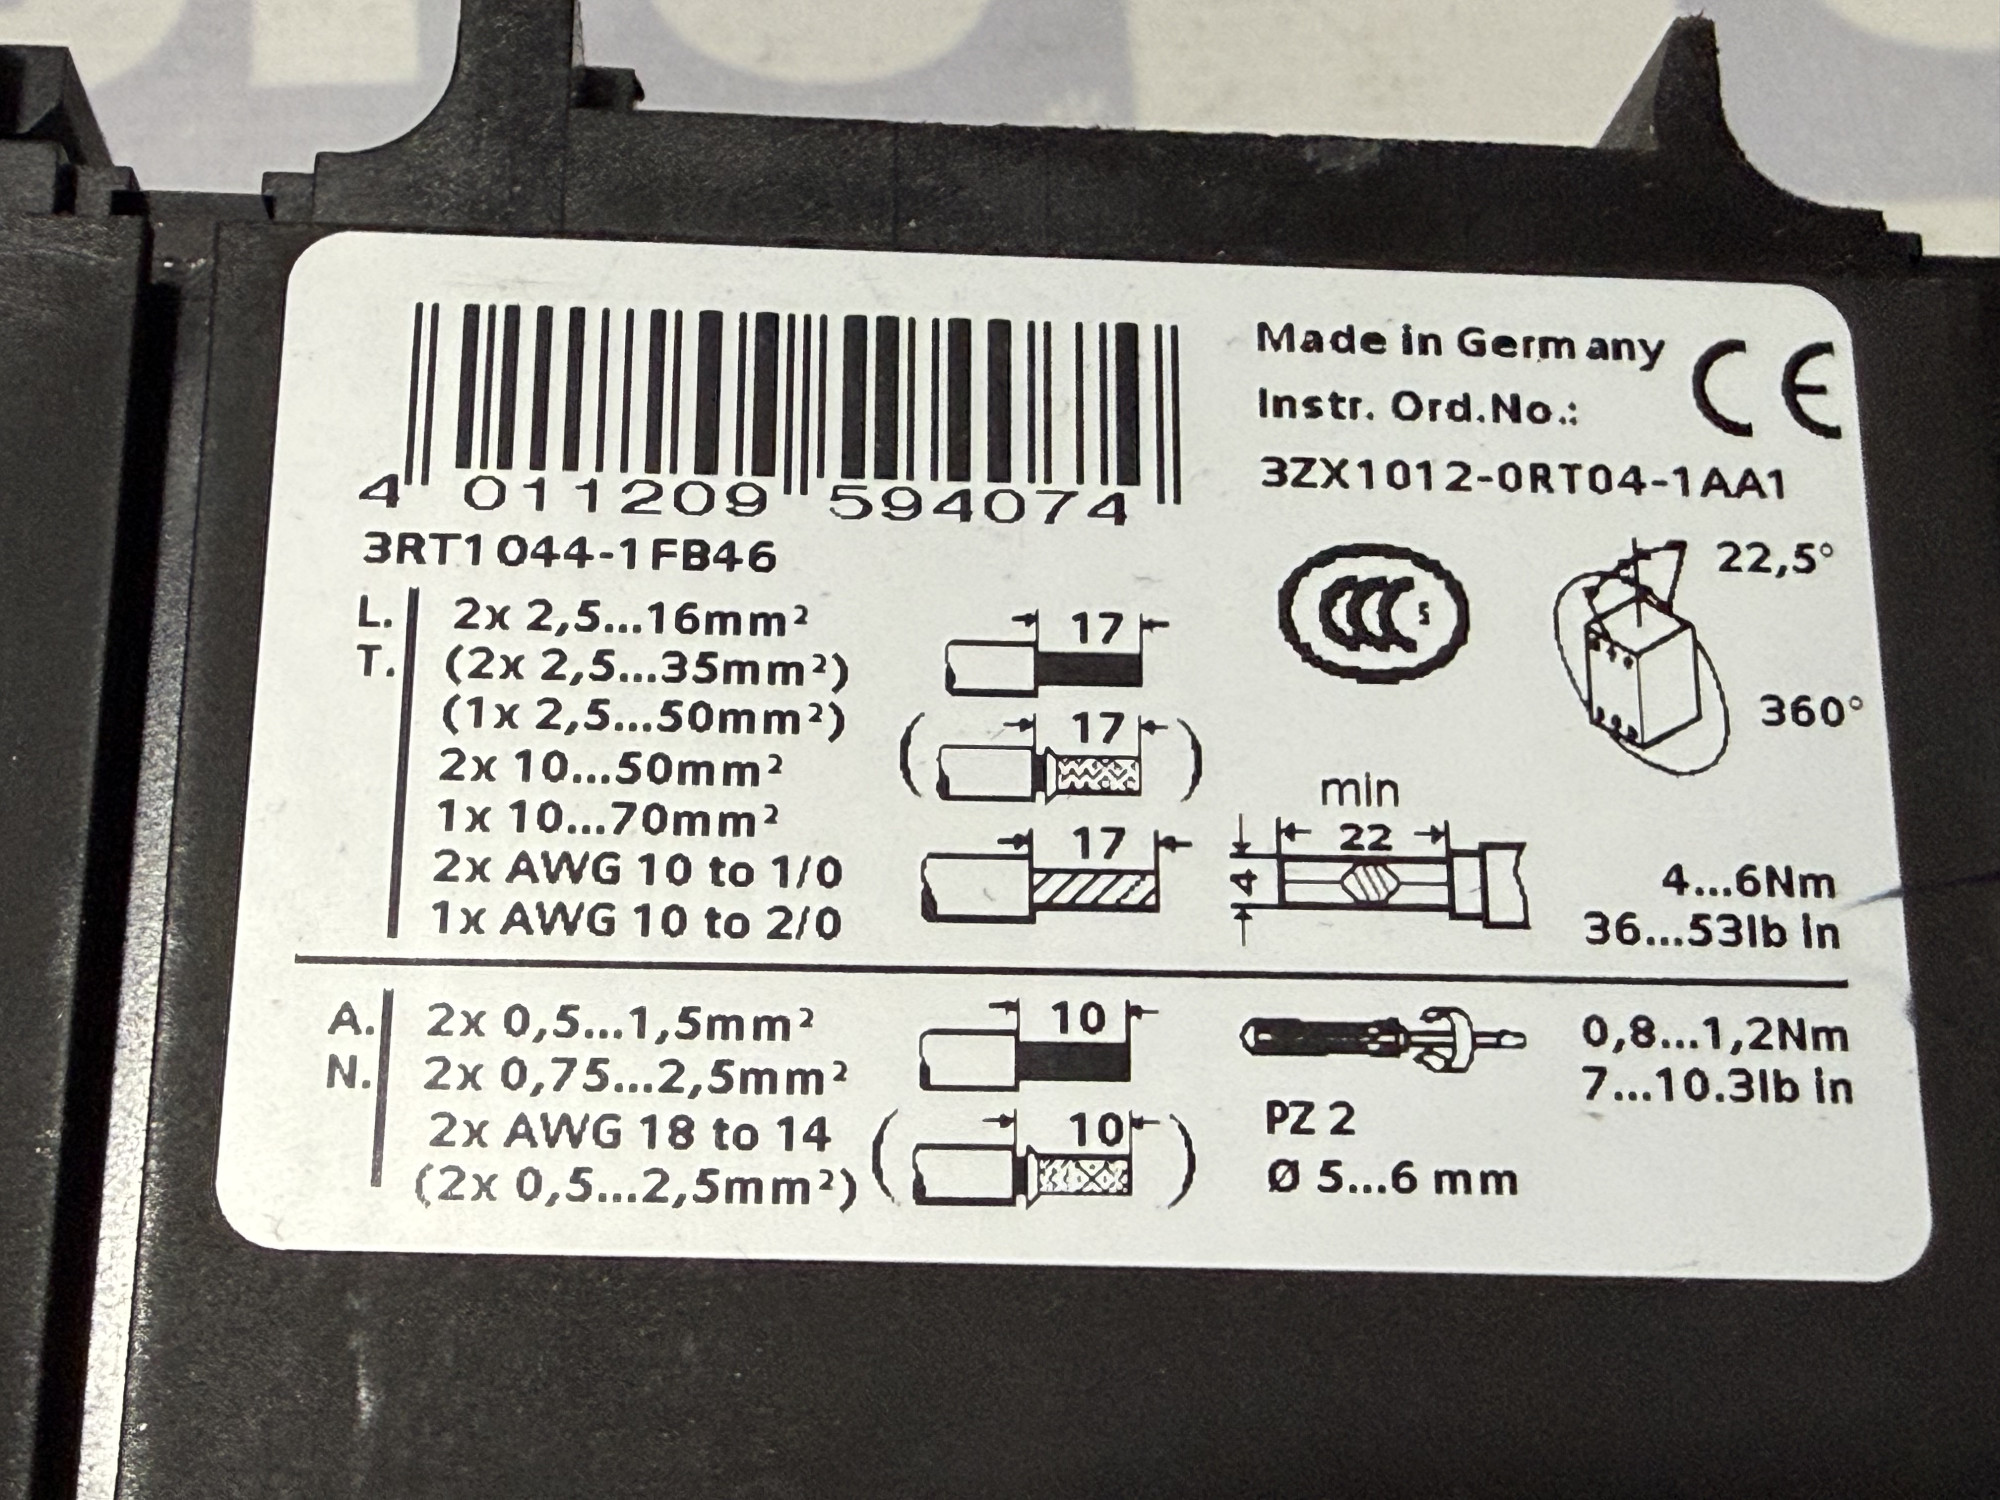 4 011209 594074
3RT1044-1FB46
Made in Germany
CE
Instr. Ord.No.:
3ZX1012-0RT04-1AA1
CCC S
22,5°
360°
L.
T.
2x 2,5...16mm²
(2x 2,5...35mm²)
(1x 2,5...50mm²)
2x 10...50mm²
1x 10...70mm²
2x AWG 10 to 1/0
1x AWG 10 to 2/0
17
17
17
min
22
4
4...6Nm
36...53lb in
A.
N.
2x 0,5...1,5mm²
2x 0,75...2,5mm²
2x AWG 18 to 14
(2x 0,5...2,5mm²)
10
10
PZ 2
Ø 5...6 mm
0,8...1,2Nm
7...10.3lb in